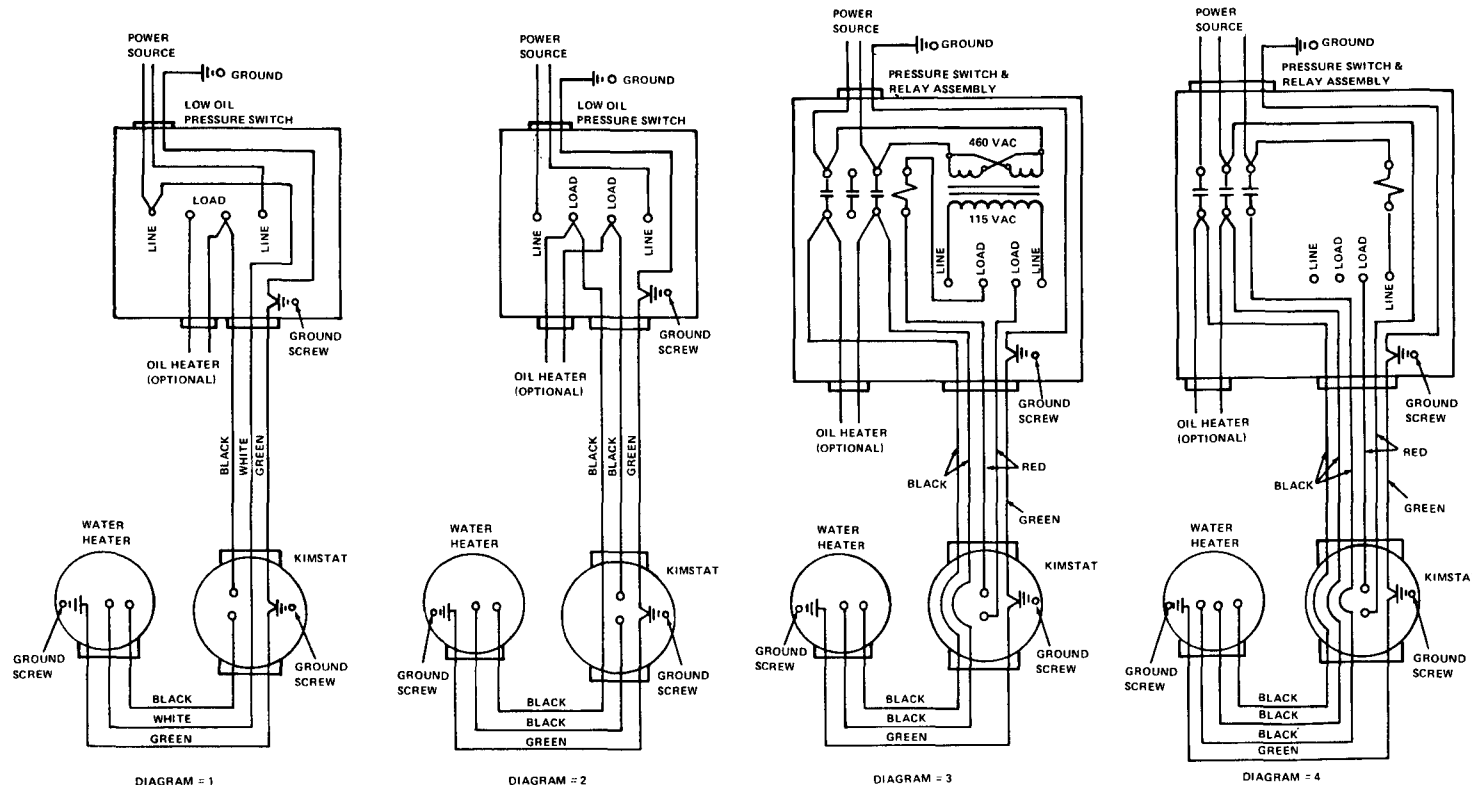 POWER
SOURCE
GROUND
LOW OIL
PRESSURE SWITCH
LOAD
LINE
LINE
GROUND
SCREW
OIL HEATER
(OPTIONAL)
BLACK
WHITE
GREEN
WATER
HEATER
KIMSTAT
GROUND
SCREW
GROUND
SCREW
BLACK
WHITE
GREEN
DIAGRAM = 1
POWER
SOURCE
GROUND
LOW OIL
PRESSURE SWITCH
LINE
LOAD
LOAD
LINE
GROUND
SCREW
OIL HEATER
(OPTIONAL)
BLACK
BLACK
GREEN
WATER
HEATER
KIMSTAT
GROUND
SCREW
GROUND
SCREW
BLACK
BLACK
GREEN
DIAGRAM = 2
POWER
SOURCE
GROUND
PRESSURE SWITCH &
RELAY ASSEMBLY
460 VAC
115 VAC
LINE
LOAD
LOAD
LINE
GROUND
SCREW
OIL HEATER
(OPTIONAL)
RED
BLACK
GREEN
WATER
HEATER
KIMSTAT
GROUND
SCREW
GROUND
SCREW
BLACK
BLACK
GREEN
DIAGRAM = 3
POWER
SOURCE
GROUND
PRESSURE SWITCH &
RELAY ASSEMBLY
LINE
LOAD
LOAD
LINE
GROUND
SCREW
OIL HEATER
(OPTIONAL)
RED
BLACK
GREEN
WATER
HEATER
KIMSTA
GROUND
SCREW
GROUND
SCREW
BLACK
BLACK
BLACK
GREEN
DIAGRAM = 4